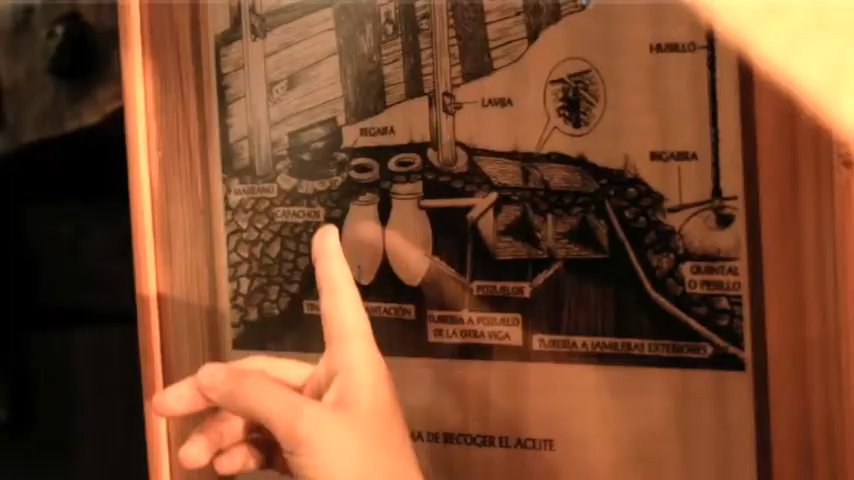 HUSILLO
LAVIJA
REGAIFA
BIGARRA
MARRANO
CAPACHOS
QUINTAL
O PESILLO
POZUELOS
TUBERIA A POZUELO
DE LA OTRA VIGA
TUBERIA A JAMILERAS EXTERIORES
DE RECOGER EL ACEITE